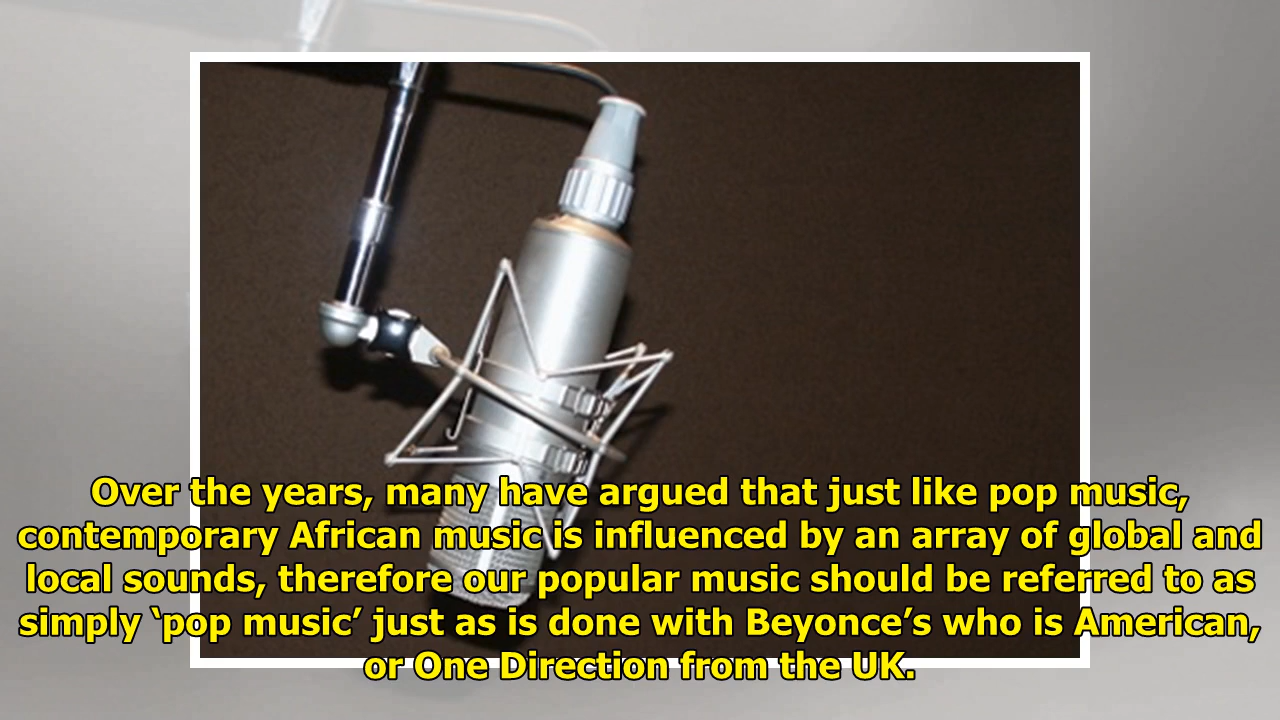 Over the years, many have argued that just like pop music,
contemporary African music is influenced by an array of global and
local sounds, therefore our popular music should be referred to as
simply ‘pop music’ just as is done with Beyonce’s who is American,
or One Direction from the UK.